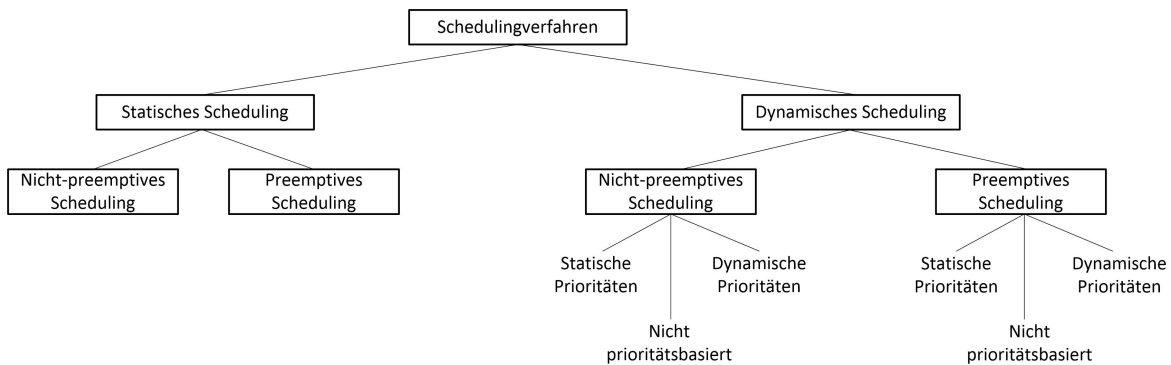 Schedulingverfahren
Statisches Scheduling
Dynamisches Scheduling
Nicht-preemptives
Scheduling
Preemptives
Scheduling
Nicht-preemptives
Scheduling
Preemptives
Scheduling
Statische
Prioritäten
Dynamische
Prioritäten
Statische
Prioritäten
Dynamische
Prioritäten
Nicht
prioritätsbasiert
Nicht
prioritätsbasiert